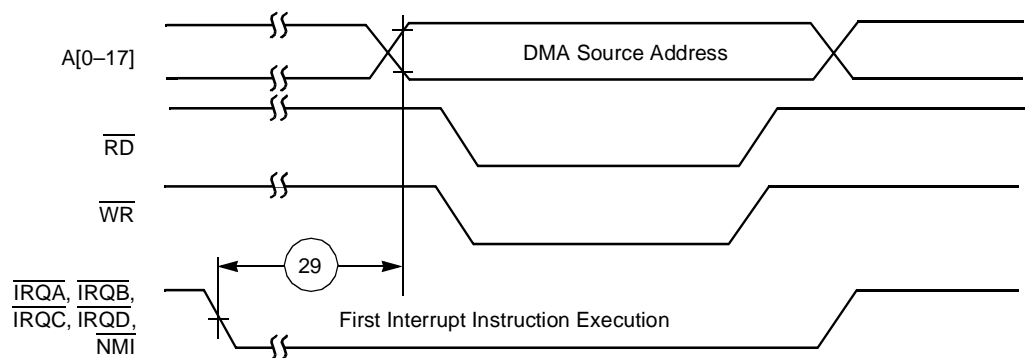 A[0–17]
DMA Source Address
RD
WR
29
IRQA, IRQB,
IRQC, IRQD,
NMI
First Interrupt Instruction Execution